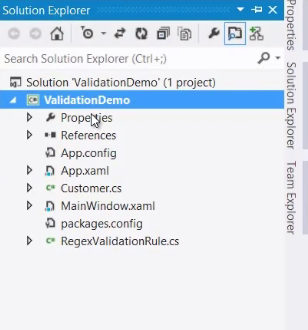 Solution Explorer
Search Solution Explorer (Ctrl+;)
Solution 'ValidationDemo' (1 project)
ValidationDemo
Properties
References
App.config
App.xaml
Customer.cs
MainWindow.xaml
packages.config
RegexValidationRule.cs
Properties
Solution Explorer
Team Explorer